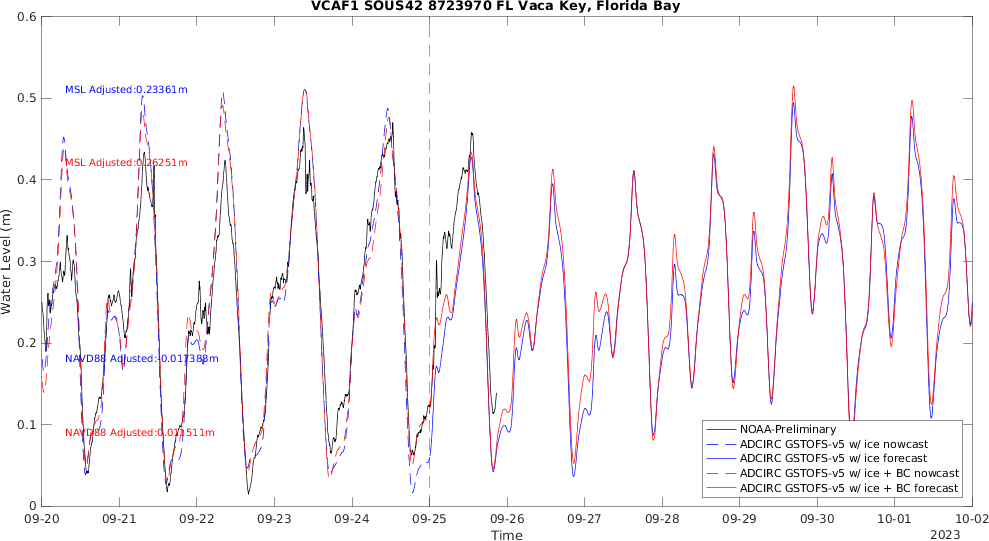 VCAF1 SOUS42 8723970 FL Vaca Key, Florida Bay
0.6
0.5
0.4
0.3
0.2
0.1
0
Water Level (m)
MSL Adjusted:0.23361m
MSL Adjusted:0.26251m
NAVD88 Adjusted:-0.017388m
NAVD88 Adjusted:0.011511m
NOAA-Preliminary
ADCIRC GSTOFS-v5 w/ ice nowcast
ADCIRC GSTOFS-v5 w/ ice forecast
ADCIRC GSTOFS-v5 w/ ice + BC nowcast
ADCIRC GSTOFS-v5 w/ ice + BC forecast
09-20 09-21 09-22 09-23 09-24 09-25 09-26 09-27 09-28 09-29 09-30 10-01 10-02
Time
2023